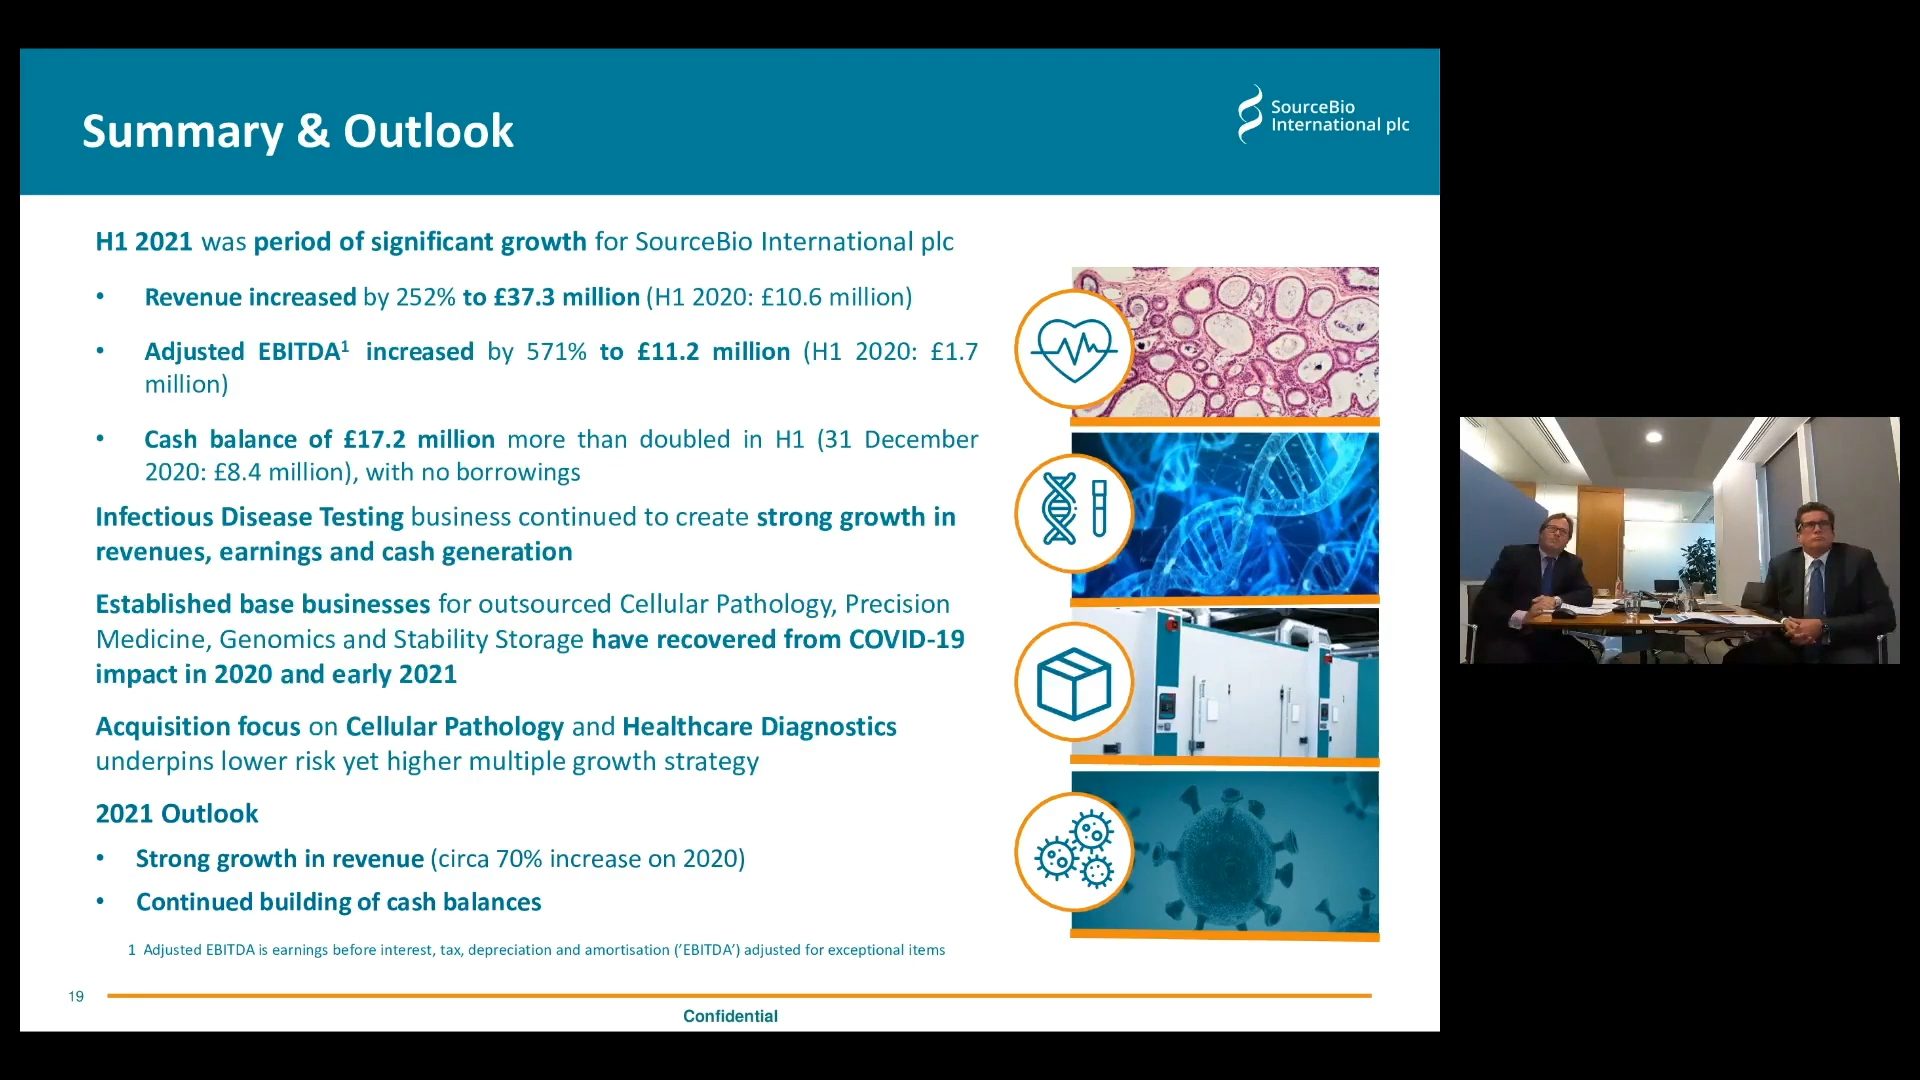 Summary & Outlook
SourceBio
International plc
H1 2021 was period of significant growth for SourceBio International plc
• Revenue increased by 252% to £37.3 million (H1 2020: £10.6 million)
• Adjusted EBITDA1 increased by 571% to £11.2 million (H1 2020: £1.7
million)
• Cash balance of £17.2 million more than doubled in H1 (31 December
2020: £8.4 million), with no borrowings
Infectious Disease Testing business continued to create strong growth in
revenues, earnings and cash generation
Established base businesses for outsourced Cellular Pathology, Precision
Medicine, Genomics and Stability Storage have recovered from COVID-19
impact in 2020 and early 2021
Acquisition focus on Cellular Pathology and Healthcare Diagnostics
underpins lower risk yet higher multiple growth strategy
2021 Outlook
• Strong growth in revenue (circa 70% increase on 2020)
• Continued building of cash balances
1 Adjusted EBITDA is earnings before interest, tax, depreciation and amortisation (’EBITDA’) adjusted for exceptional items
19
Confidential